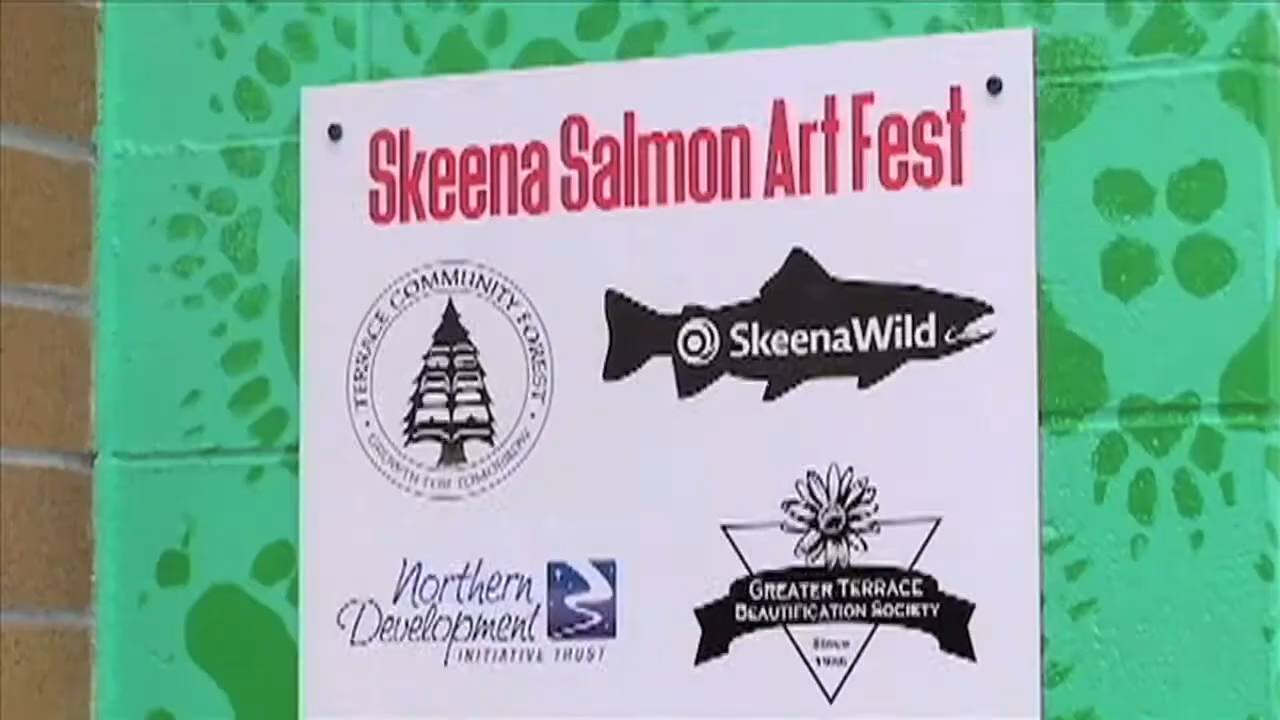 Skeena Salmon Art Fest
TERRACE COMMUNITY FOREST
GROWTH FOR TOMORROW
SkeenaWild
Northern
Development
INITIATIVE TRUST
GREATER TERRACE
BEAUTIFICATION SOCIETY
Since